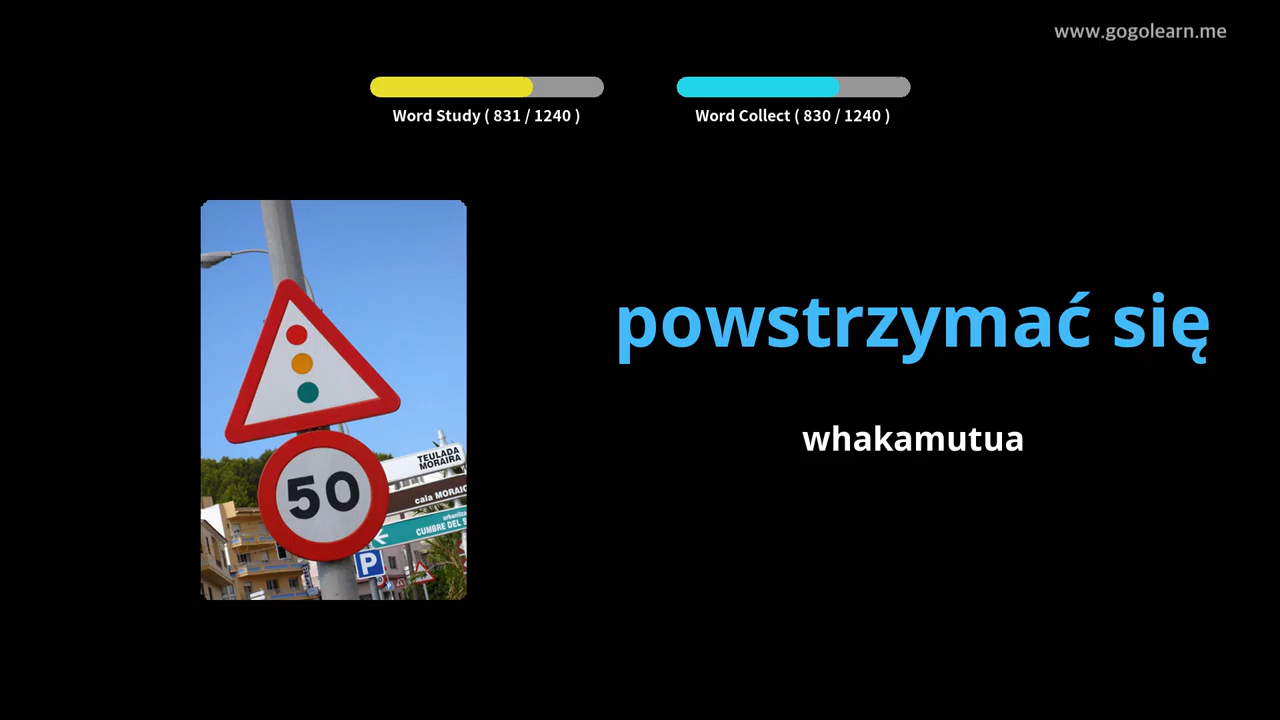 www.gogolearn.me
Word Study ( 831 / 1240 )
Word Collect ( 830 / 1240 )
powstrzymać się
whakamutua
TEULADA
MORAIRA
cala MORAIG
CUMBRE DEL S
50
P